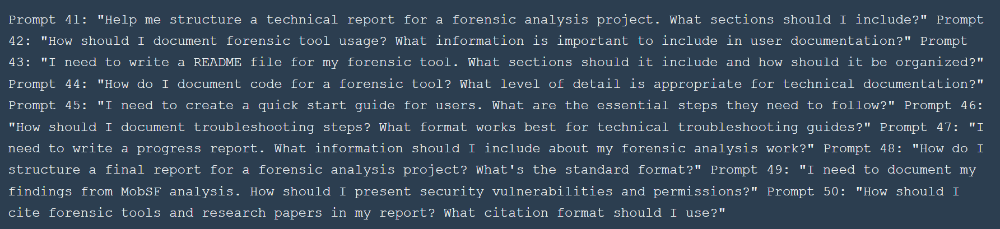 Prompt 41: "Help me structure a technical report for a forensic analysis project. What sections should I include?" Prompt
42: "How should I document forensic tool usage? What information is important to include in user documentation?" Prompt
43: "I need to write a README file for my forensic tool. What sections should it include and how should it be organized?"
Prompt 44: "How do I document code for a forensic tool? What level of detail is appropriate for technical documentation?"
Prompt 45: "I need to create a quick start guide for users. What are the essential steps they need to follow?" Prompt 46:
"How should I document troubleshooting steps? What format works best for technical troubleshooting guides?" Prompt 47: "I
need to write a progress report. What information should I include about my forensic analysis work?" Prompt 48: "How do I
structure a final report for a forensic analysis project? What's the standard format?" Prompt 49: "I need to document my
findings from MobSF analysis. How should I present security vulnerabilities and permissions?" Prompt 50: "How should I
cite forensic tools and research papers in my report? What citation format should I use?"